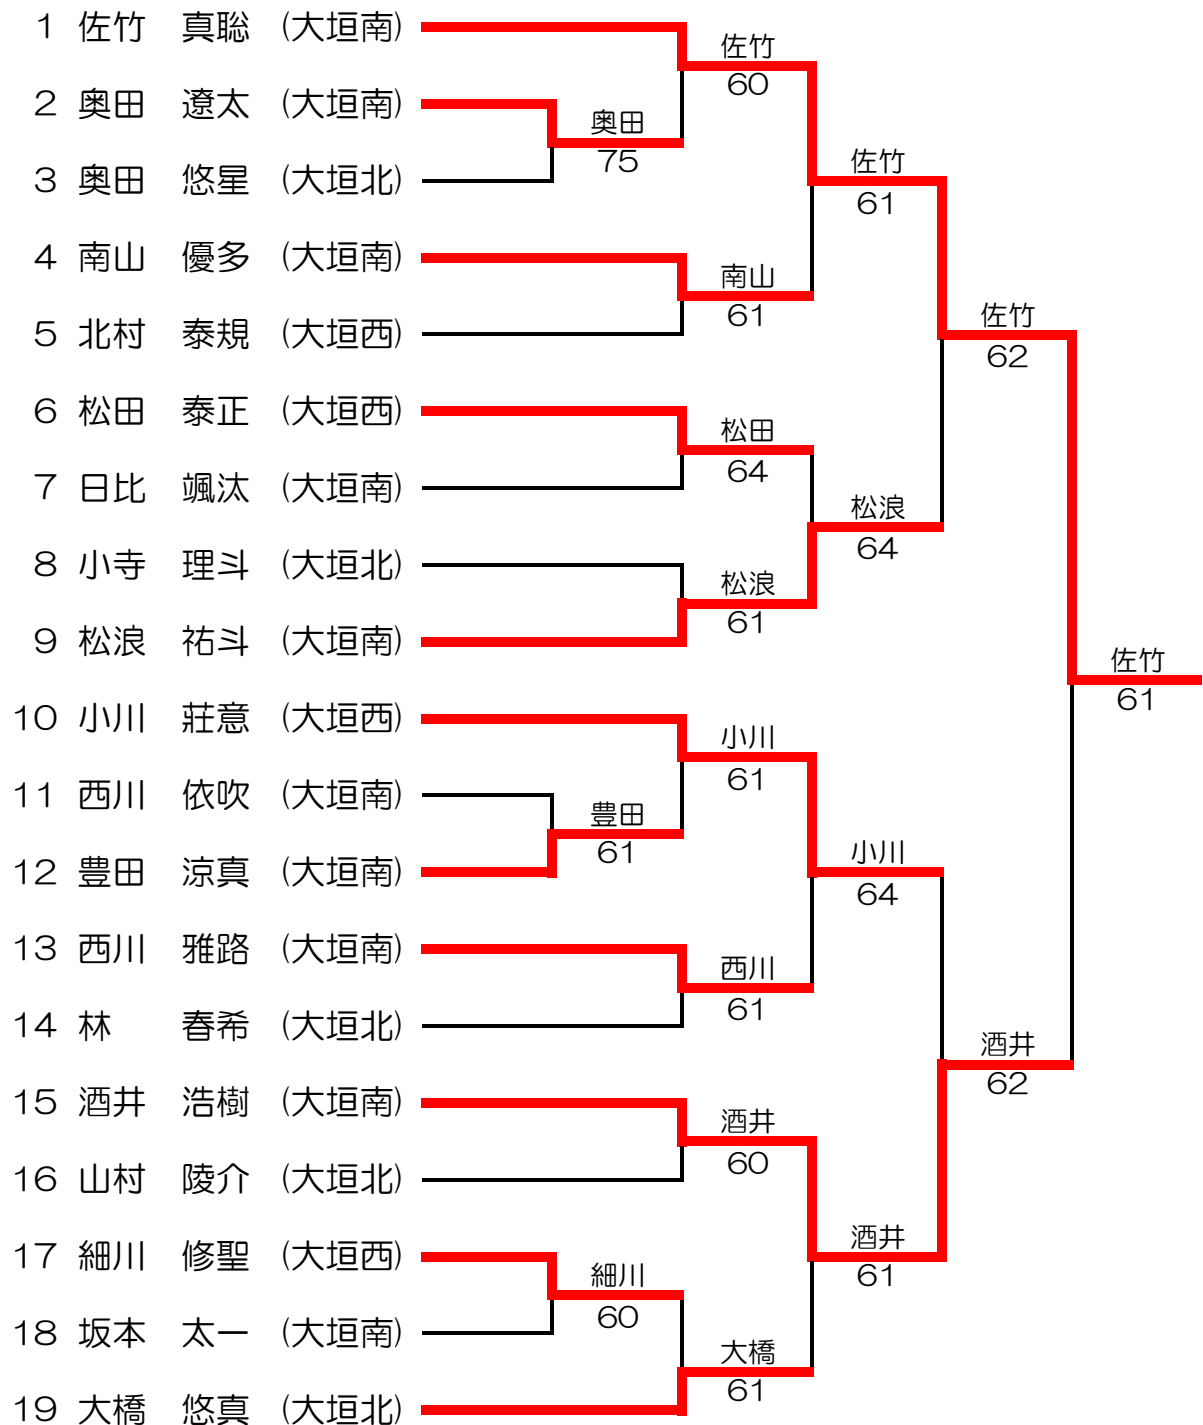 1 佐竹 真聡 (大垣南)
佐竹
60
2 奥田 遼太 (大垣南)
奥田
75
佐竹
61
3 奥田 悠星 (大垣北)
4 南山 優多 (大垣南)
南山
61
5 北村 泰規 (大垣西)
佐竹
62
6 松田 泰正 (大垣西)
松田
64
7 日比 颯汰 (大垣南)
松浪
64
8 小寺 理斗 (大垣北)
松浪
61
9 松浪 祐斗 (大垣南)
佐竹
61
10 小川 莊意 (大垣西)
小川
61
11 西川 依吹 (大垣南)
豊田
61
12 豊田 涼真 (大垣南)
小川
64
13 西川 雅路 (大垣南)
西川
61
14 林 春希 (大垣北)
酒井
62
15 酒井 浩樹 (大垣南)
酒井
60
16 山村 陵介 (大垣北)
酒井
61
17 細川 修聖 (大垣西)
細川
60
18 坂本 太一 (大垣南)
大橋
61
19 大橋 悠真 (大垣北)